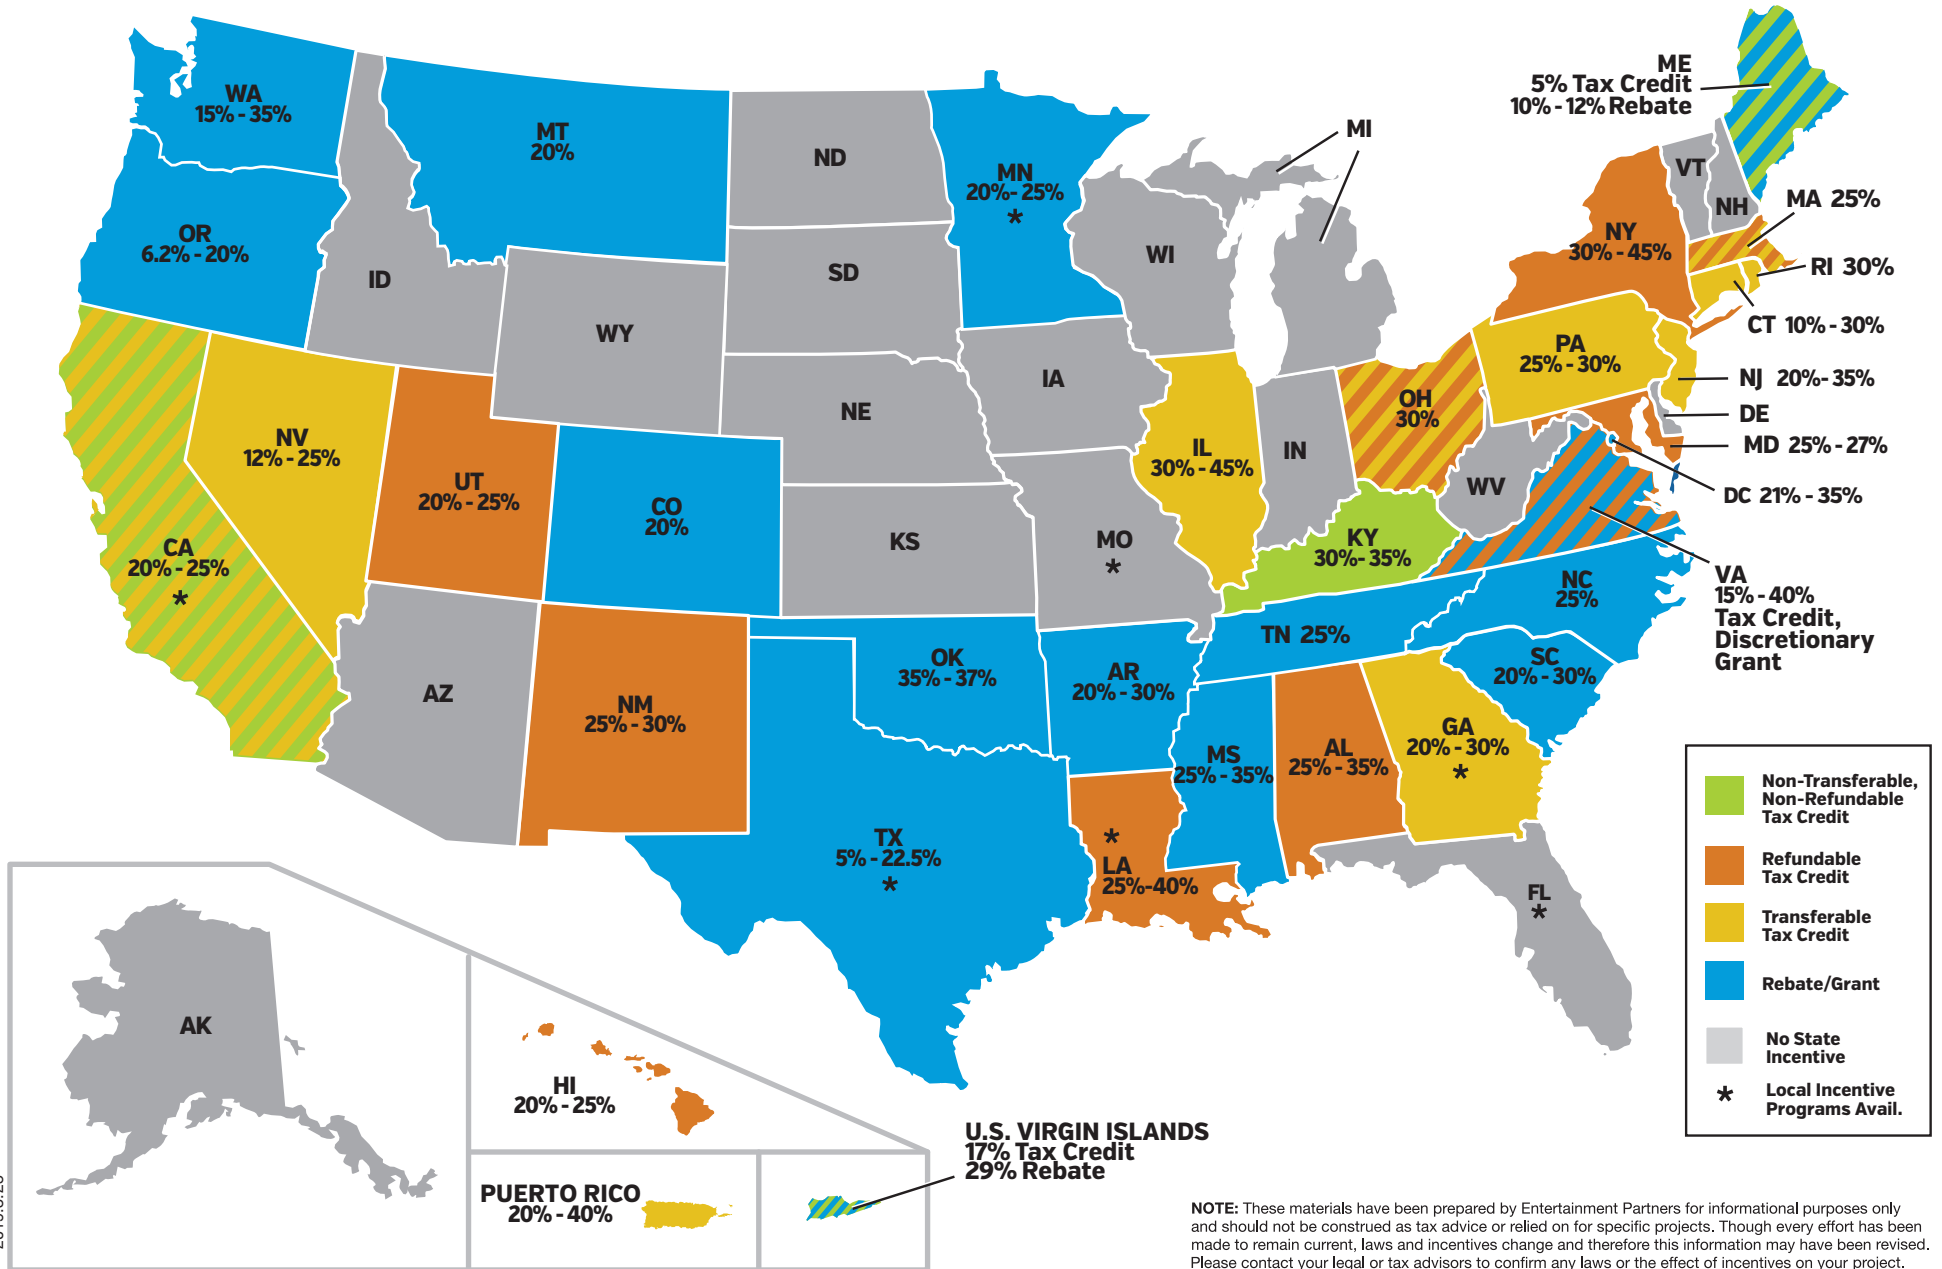 WA
15% - 35%
MT
20%
ND
MN
20% - 25%
*
MI
ME
5% Tax Credit
10% - 12% Rebate
VT
NH
MA 25%
OR
6.2% - 20%
ID
SD
WI
NY
30% - 45%
RI 30%
WY
CT 10% - 30%
PA
25% - 30%
IA
NJ 20% - 35%
NE
OH
30%
DE
NV
12% - 25%
IL
30% - 45%
IN
MD 25% - 27%
UT
20% - 25%
WV
DC 21% - 35%
CO
20%
KS
MO
*
KY
30% - 35%
CA
20% - 25%
*
VA
15% - 40%
Tax Credit,
Discretionary
Grant
NC
25%
TN 25%
OK
35% - 37%
AR
20% - 30%
SC
20% - 30%
AZ
NM
25% - 30%
MS
25% - 35%
AL
25% - 35%
GA
20% - 30%
*
TX
5% - 22.5%
*
*
LA
25% - 40%
FL
*
Non-Transferable,
Non-Refundable
Tax Credit
Refundable
Tax Credit
Transferable
Tax Credit
Rebate/Grant
No State
Incentive
* Local Incentive
Programs Avail.
AK
HI
20% - 25%
U.S. VIRGIN ISLANDS
17% Tax Credit
29% Rebate
PUERTO RICO
20% - 40%
NOTE: These materials have been prepared by Entertainment Partners for informational purposes only
and should not be construed as tax advice or relied on for specific projects. Though every effort has been
made to remain current, laws and incentives change and therefore this information may have been revised.
Please contact your legal or tax advisors to confirm any laws or the effect of incentives on your project.